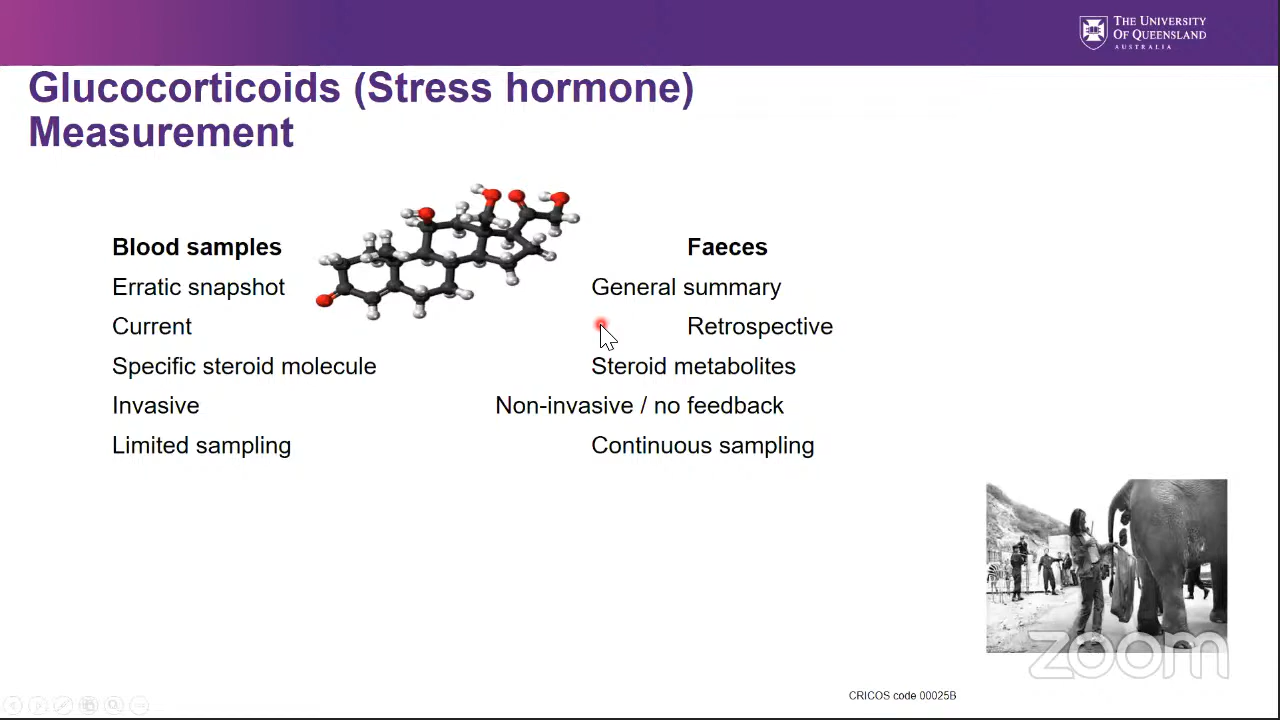 THE UNIVERSITY
OF QUEENSLAND
AUSTRALIA
Glucocorticoids (Stress hormone)
Measurement
Blood samples Faeces
Erratic snapshot General summary
Current Retrospective
Specific steroid molecule Steroid metabolites
Invasive Non-invasive / no feedback
Limited sampling Continuous sampling
zoom
CRICOS code 00025B